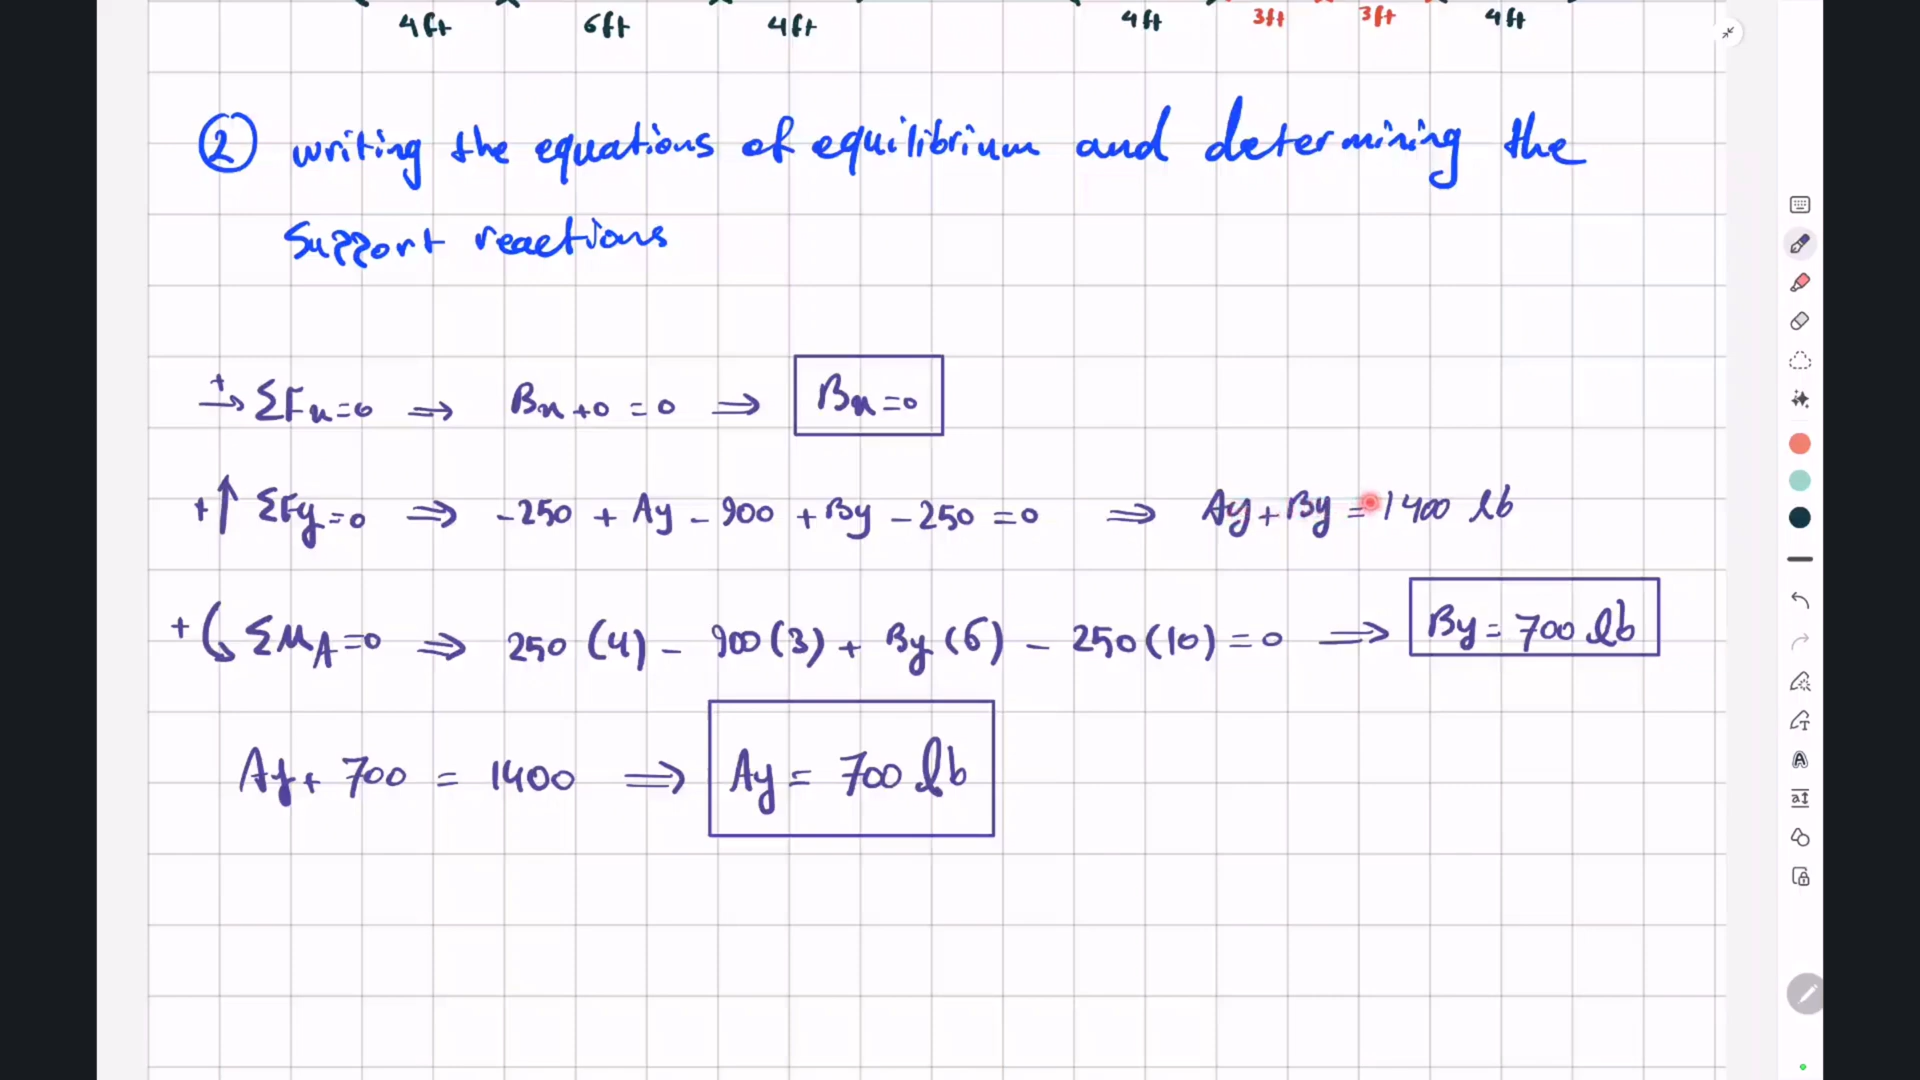 4ft 6ft 4ft 4ft 3ft 3ft 4ft
② writing the equations of equilibrium and determining the
support reactions
+→ ΣFx=0 ⇒ Bx+0 = 0 ⇒ Bx=0
+↑ ΣFy=0 ⇒ -250 + Ay - 900 + By - 250 = 0 ⇒ Ay + By = 1400 lb
+ ΣMA=0 ⇒ 250 (4) - 900 (3) + By (6) - 250 (10) = 0 ⇒ By = 700 lb
Ay + 700 = 1400 ⇒ Ay = 700 lb